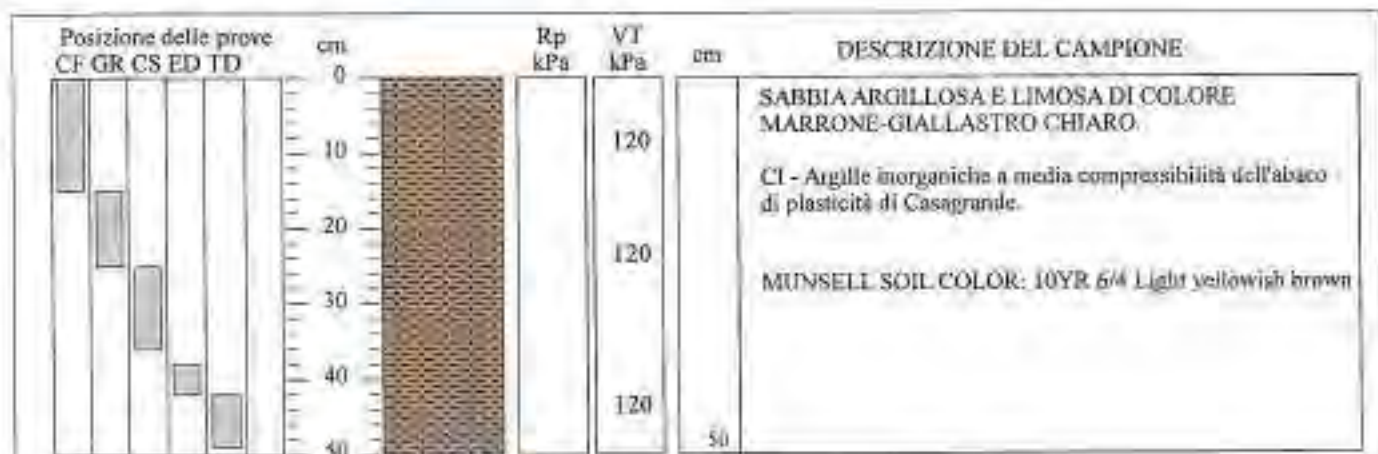 Posizione delle prove cm Rp VT cm DESCRIZIONE DEL CAMPIONE
CF GR CS ED TD kPa kPa
0
SABBIA ARGILLOSA E LIMOSA DI COLORE
MARRONE-GIALLASTRO CHIARO.
10 120
CI - Argille inorganiche a media compressibilità dell'abaco
di plasticità di Casagrande.
20
120
MUNSELL SOIL COLOR: 10YR 6/4 Light yellowish brown
30
40
120
50 50